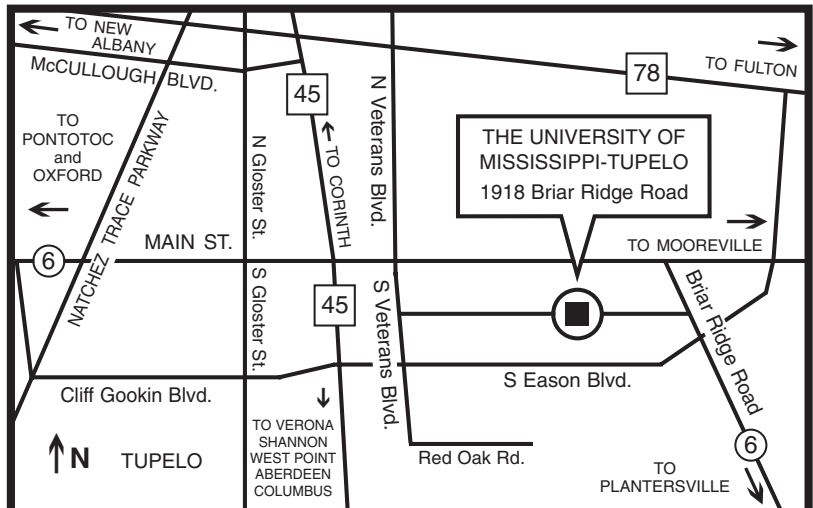 TO NEW
ALBANY
McCULLOUGH BLVD.
78
TO FULTON
45
TO
PONTOTOC
and
OXFORD
NATCHEZ TRACE PARKWAY
N Gloster St.
TO CORINTH
N Veterans Blvd.
THE UNIVERSITY OF
MISSISSIPPI-TUPELO
1918 Briar Ridge Road
MAIN ST.
TO MOOREVILLE
6
S Gloster St.
45
S Veterans Blvd.
Briar Ridge Road
Cliff Gookin Blvd.
S Eason Blvd.
N
TUPELO
TO VERONA
SHANNON
WEST POINT
ABERDEEN
COLUMBUS
Red Oak Rd.
6
TO
PLANTERSVILLE